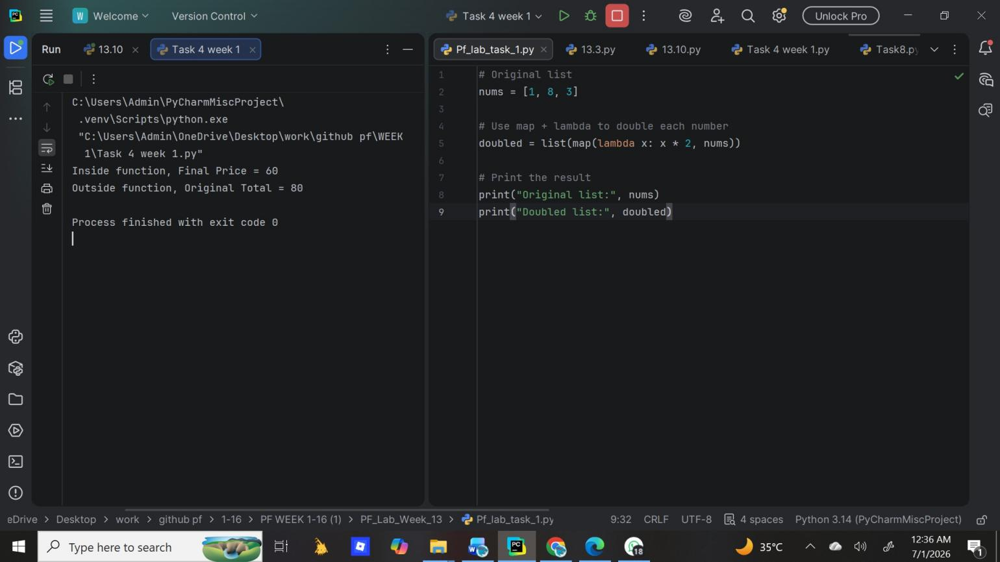 PC
W Welcome
Version Control
Task 4 week 1
Unlock Pro
Run
13.10
Task 4 week 1
Pf_lab_task_1.py
13.3.py
13.10.py
Task 4 week 1.py
Task8.py
C:\Users\Admin\PyCharmMiscProject\
.venv\Scripts\python.exe
"C:\Users\Admin\OneDrive\Desktop\work\github pf\WEEK
1\Task 4 week 1.py"
Inside function, Final Price = 60
Outside function, Original Total = 80
Process finished with exit code 0
1 # Original list
2 nums = [1, 8, 3]
3
4 # Use map + lambda to double each number
5 doubled = list(map(lambda x: x * 2, nums))
6
7 # Print the result
8 print("Original list:", nums)
9 print("Doubled list:", doubled)
eDrive > Desktop > work > github pf > 1-16 > PF WEEK 1-16 (1) > PF_Lab_Week_13 > Pf_lab_task_1.py
9:32 CRLF UTF-8 4 spaces Python 3.14 (PyCharmMiscProject)
Type here to search
W
PC
18
35°C
12:36 AM
7/1/2026
1